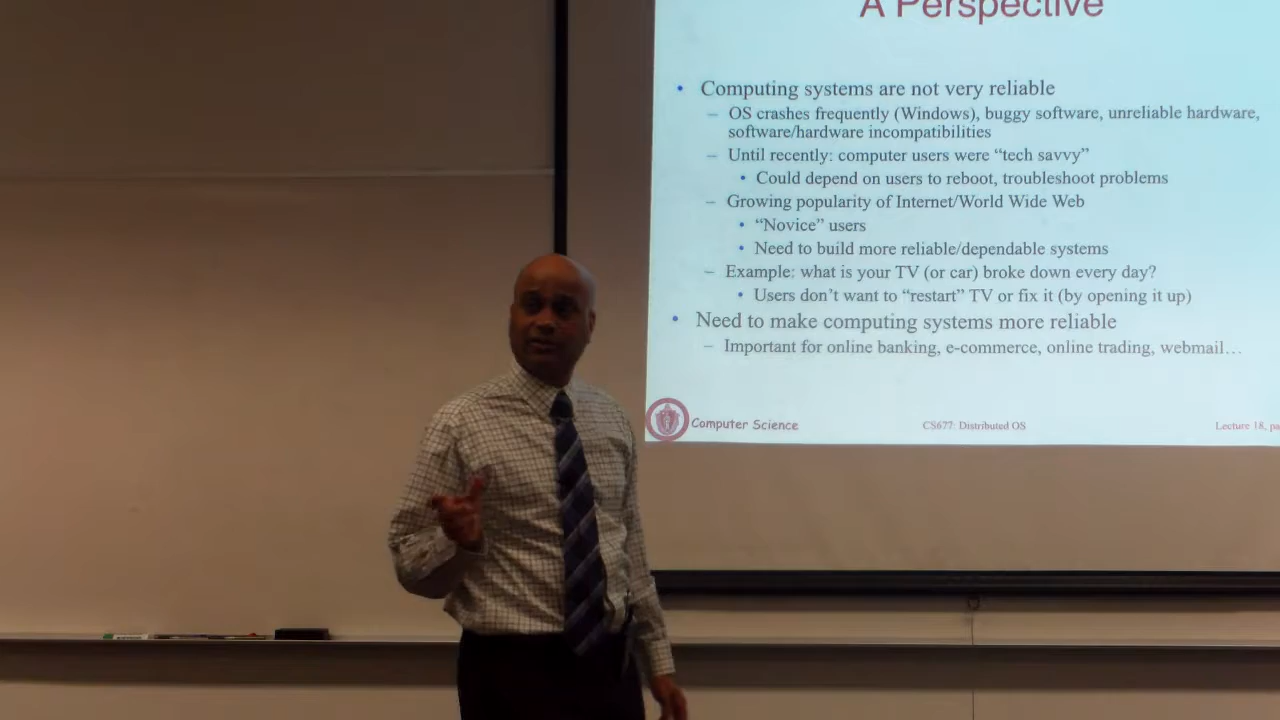 A Perspective
• Computing systems are not very reliable
– OS crashes frequently (Windows), buggy software, unreliable hardware,
software/hardware incompatibilities
– Until recently: computer users were “tech savvy”
• Could depend on users to reboot, troubleshoot problems
– Growing popularity of Internet/World Wide Web
• “Novice” users
• Need to build more reliable/dependable systems
– Example: what is your TV (or car) broke down every day?
• Users don’t want to “restart” TV or fix it (by opening it up)
• Need to make computing systems more reliable
– Important for online banking, e-commerce, online trading, webmail…
Computer Science CS677: Distributed OS Lecture 18,